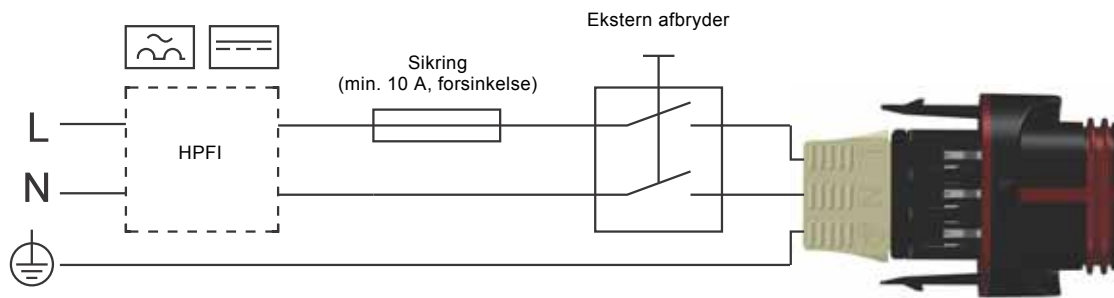 Ekstern afbryder
Sikring
(min. 10 A, forsinkelse)
L
HPFI
N